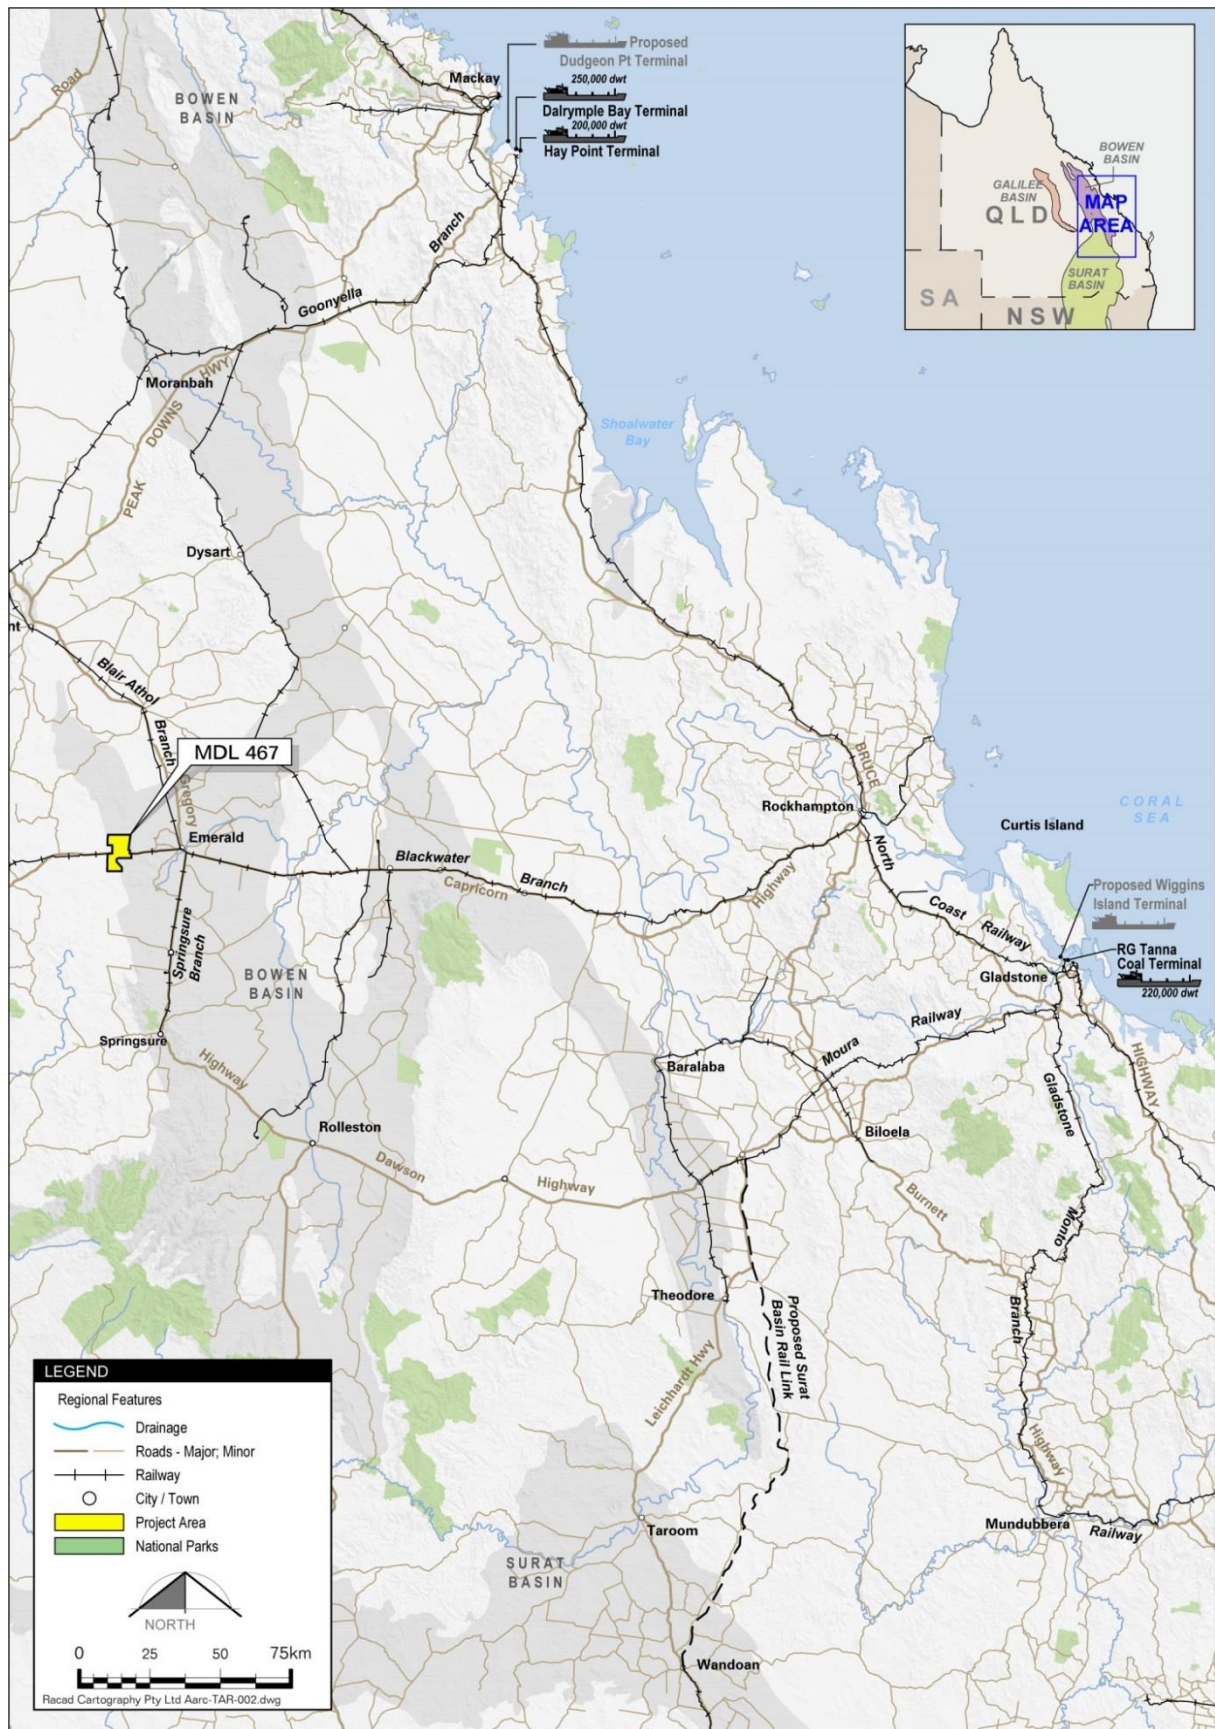 Proposed
Dudgeon Pt Terminal
250,000 dwt
Dalrymple Bay Terminal
200,000 dwt
Hay Point Terminal
Mackay
Road
BOWEN
BASIN
Branch
Goonyella
Moranbah
HWY
DOWNS
PEAK
Shoalwater
Bay
Dysart
nt
Blair Athol
Branch
MDL 467
Gregory
Emerald
BRUCE
Rockhampton
CORAL
SEA
Curtis Island
Blackwater
Capricorn
Branch
Highway
North
Coast
Railway
Proposed Wiggins
Island Terminal
RG Tanna
Coal Terminal
220,000 dwt
Gladstone
Springsure
Branch
BOWEN
BASIN
Springsure
Highway
Railway
Moura
Baralaba
HIGHWAY
Gladstone
Rolleston
Biloela
Dawson
Highway
Burnett
Monto
Theodore
Proposed Surat
Basin Rail Link
Branch
Leichhardt Hwy
Highway
Taroom
Mundubbera
Railway
SURAT
BASIN
Wandoan
BOWEN
BASIN
GALILEE
BASIN
QLD
MAP
AREA
SURAT
BASIN
SA
NSW
LEGEND
Regional Features
Drainage
Roads - Major; Minor
Railway
City / Town
Project Area
National Parks
NORTH
0 25 50 75km
Racad Cartography Pty Ltd Aarc-TAR-002.dwg